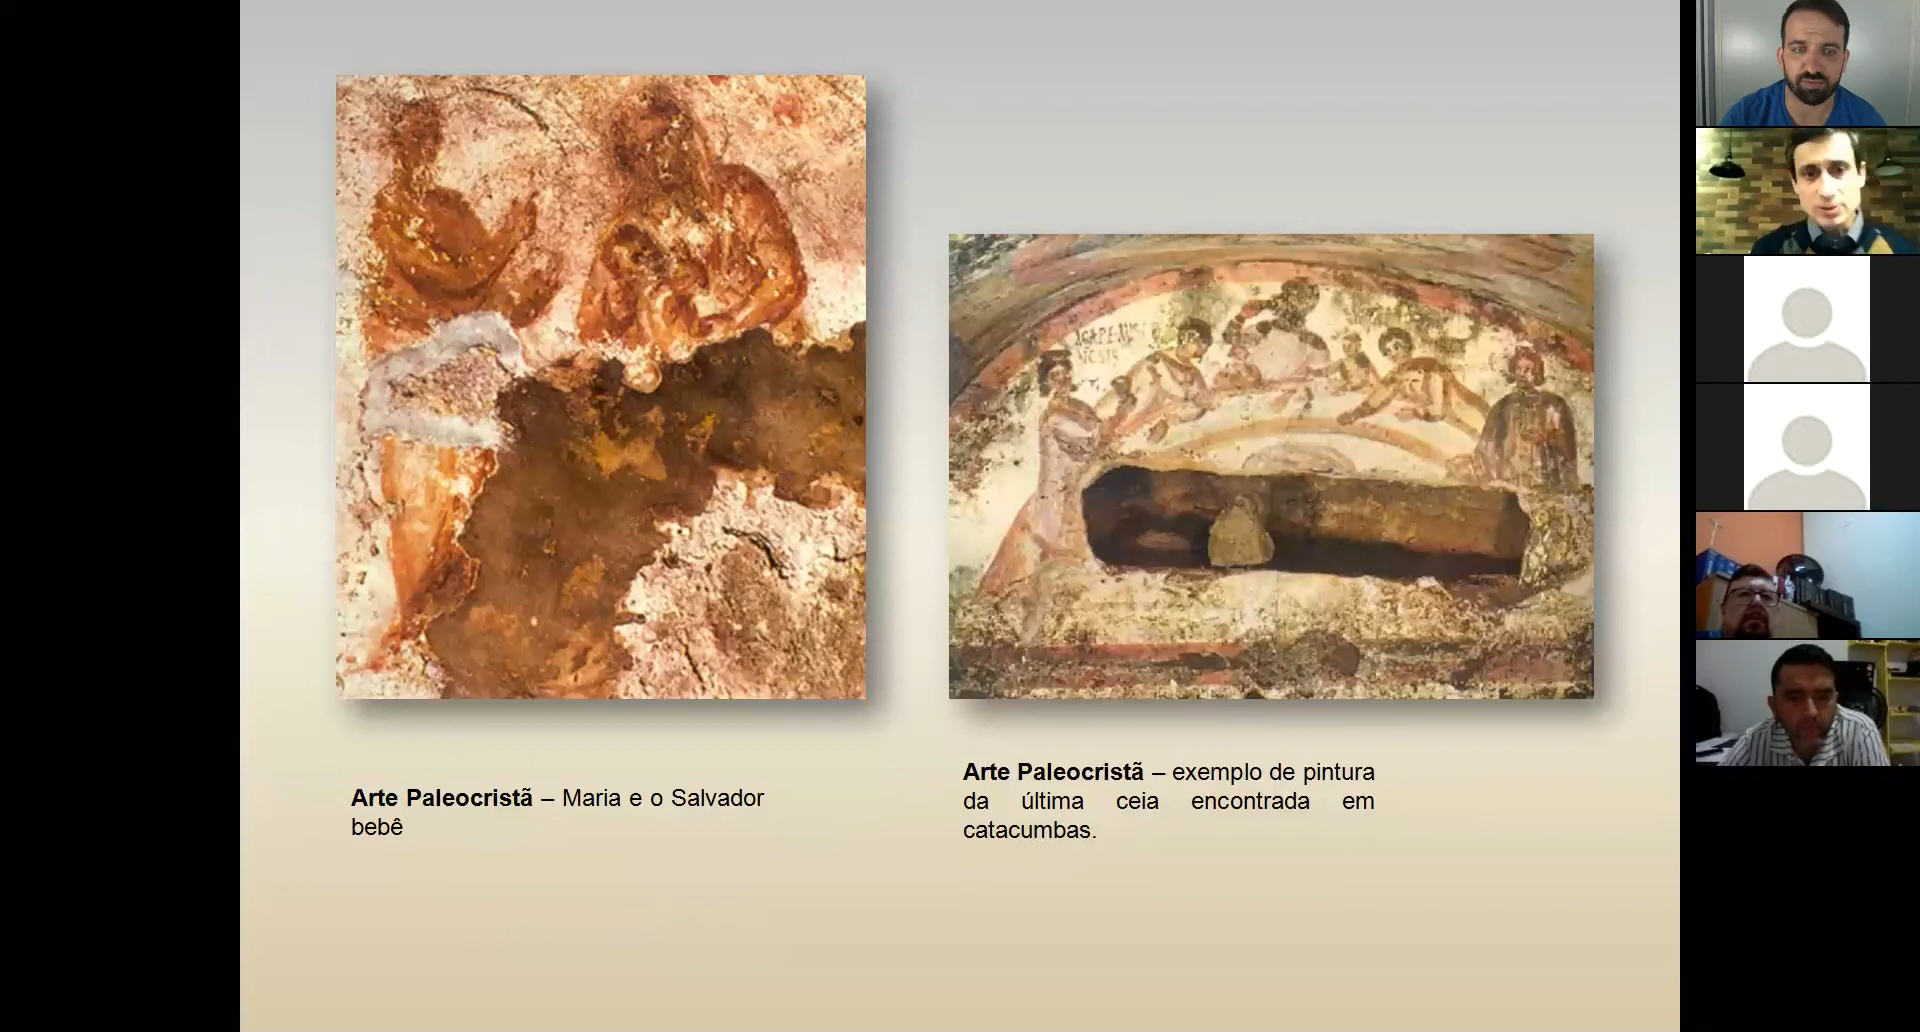 Arte Paleocristã – Maria e o Salvador
bebê
Arte Paleocristã – exemplo de pintura
da última ceia encontrada em
catacumbas.